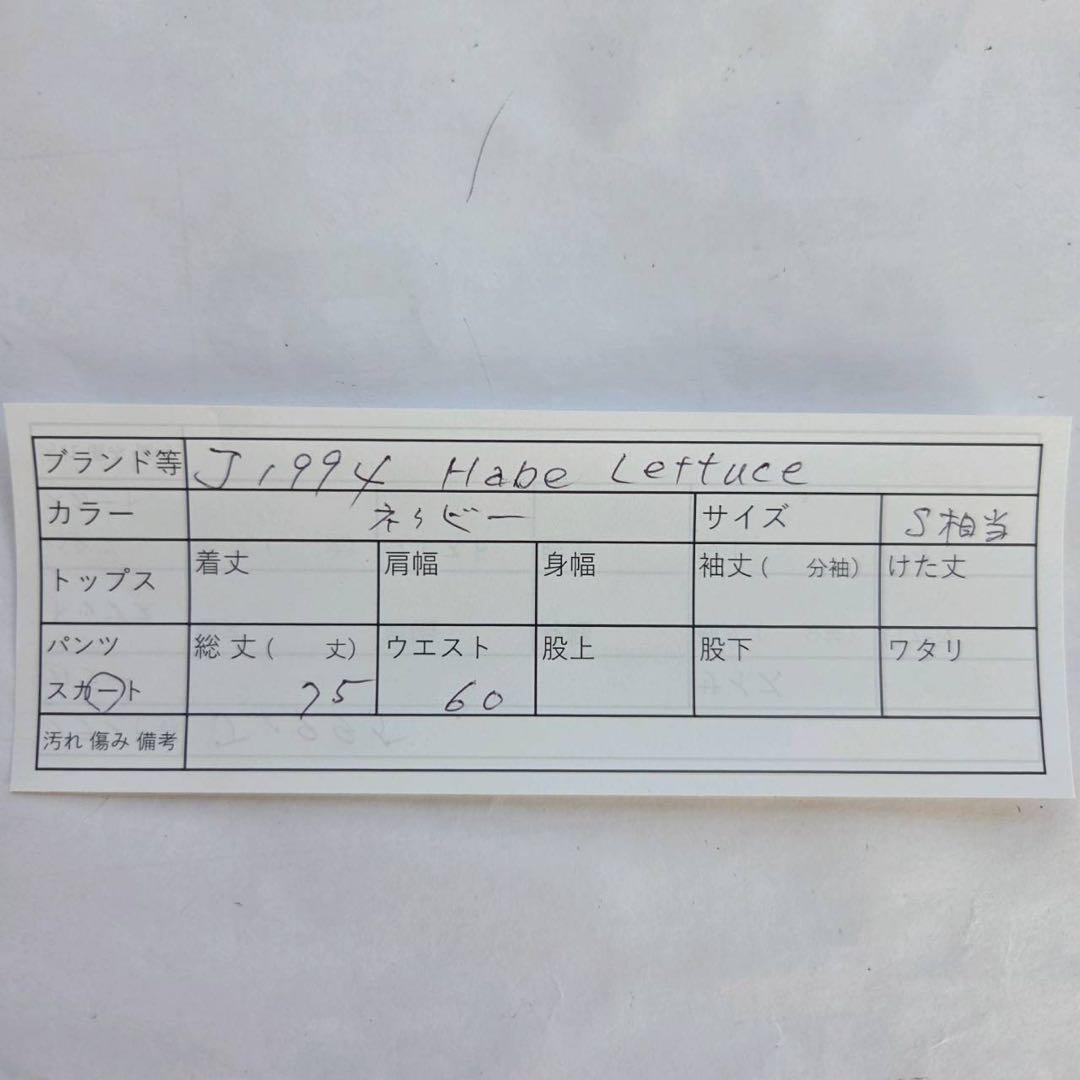 ブランド等 J1994 Habe Lettuce
カラー ネイビー サイズ S相当
トップス 着丈 肩幅 身幅 袖丈( 分袖) けた丈
パンツ 総丈( 丈) ウエスト 股上 股下 ワタリ
スカート 75 60
汚れ 傷み 備考